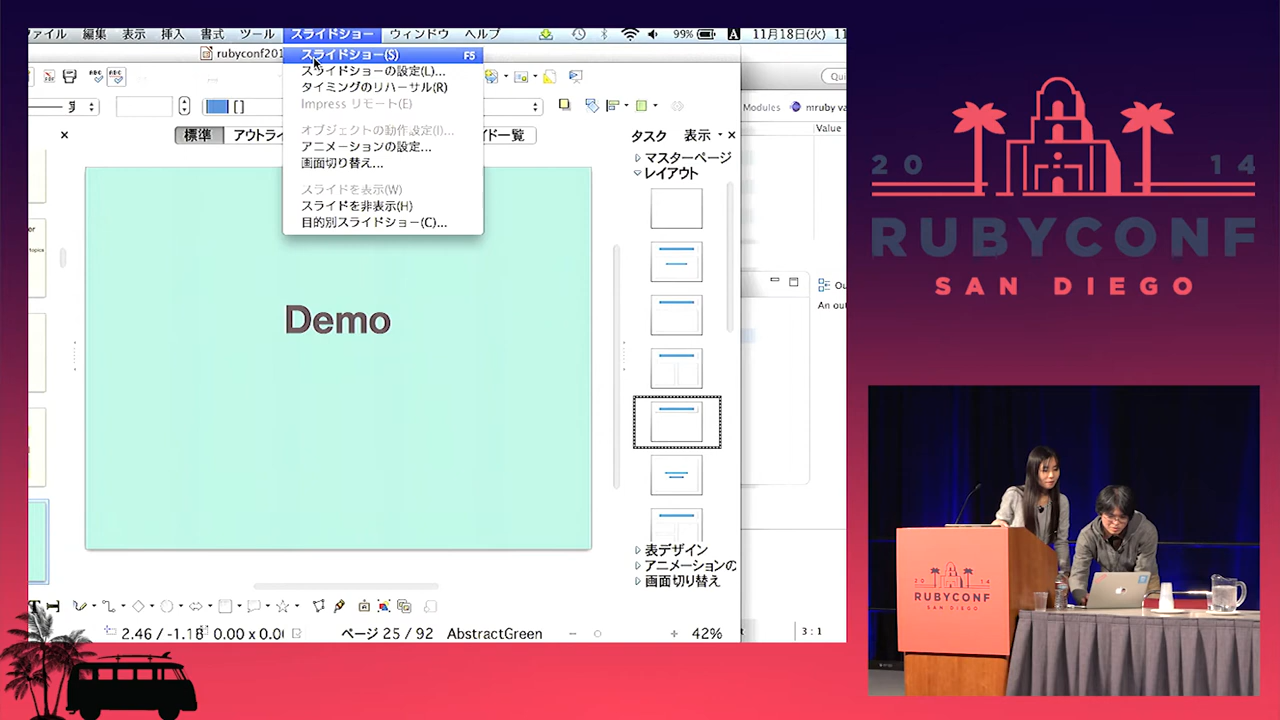 ファイル 編集 表示 挿入 書式 ツール スライドショー ウィンドウ ヘルプ 99% A 11月18日(火)
rubyconf201
スライドショー(S) F5
スライドショーの設定(L)...
タイミングのリハーサル(R)
Impress リモート(E)
オブジェクトの動作設定(I)...
アニメーションの設定...
画面切り替え...
スライドを表示(W)
スライドを非表示(H)
目的別スライドショー(C)...
標準 アウトライ ド一覧
タスク 表示
マスターページ
レイアウト
表デザイン
アニメーションの
画面切り替え
Modules mruby va
Value
An out
Demo
2.46 / -1.18 0.00 x 0.00 ページ 25 / 92 AbstractGreen 42% 3 : 1
2014
RUBYCONF
SAN DIEGO
2014
RUBYCONF
SAN DIEGO